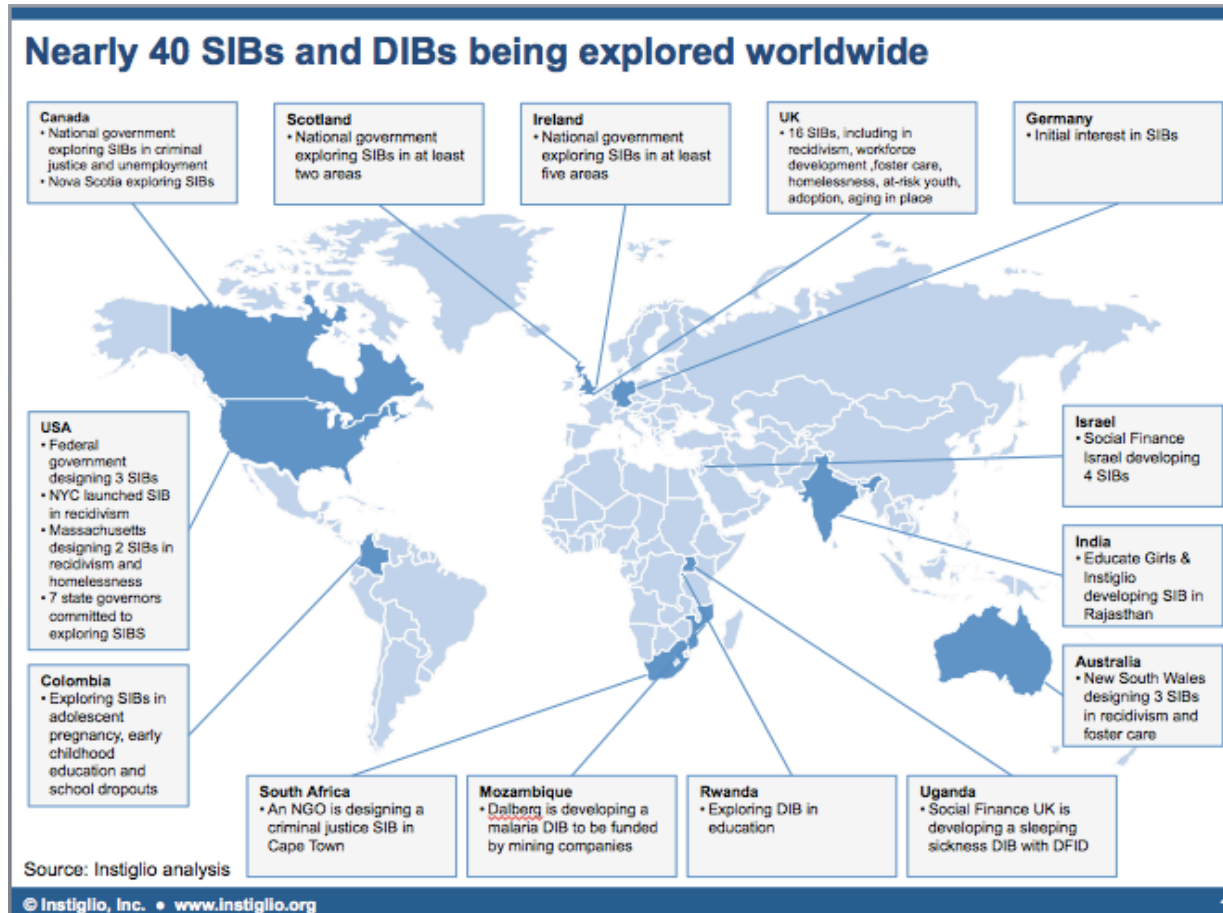 Nearly 40 SIBs and DIBs being explored worldwide
Canada
• National government
exploring SIBs in criminal
justice and unemployment
• Nova Scotia exploring SIBs
Scotland
• National government
exploring SIBs in at least
two areas
Ireland
• National government
exploring SIBs in at least
five areas
UK
• 16 SIBs, including in
recidivism, workforce
development ,foster care,
homelessness, at-risk youth,
adoption, aging in place
Germany
• Initial interest in SIBs
USA
• Federal
government
designing 3 SIBs
• NYC launched SIB
in recidivism
• Massachusetts
designing 2 SIBs in
recidivism and
homelessness
• 7 state governors
committed to
exploring SIBS
Israel
• Social Finance
Israel developing
4 SIBs
India
• Educate Girls &
Instiglio
developing SIB in
Rajasthan
Australia
• New South Wales
designing 3 SIBs
in recidivism and
foster care
Colombia
• Exploring SIBs in
adolescent
pregnancy, early
childhood
education and
school dropouts
South Africa
• An NGO is designing a
criminal justice SIB in
Cape Town
Mozambique
• Dalberg is developing a
malaria DIB to be funded
by mining companies
Rwanda
• Exploring DIB in
education
Uganda
• Social Finance UK is
developing a sleeping
sickness DIB with DFID
Source: Instiglio analysis
© Instiglio, Inc. • www.instiglio.org